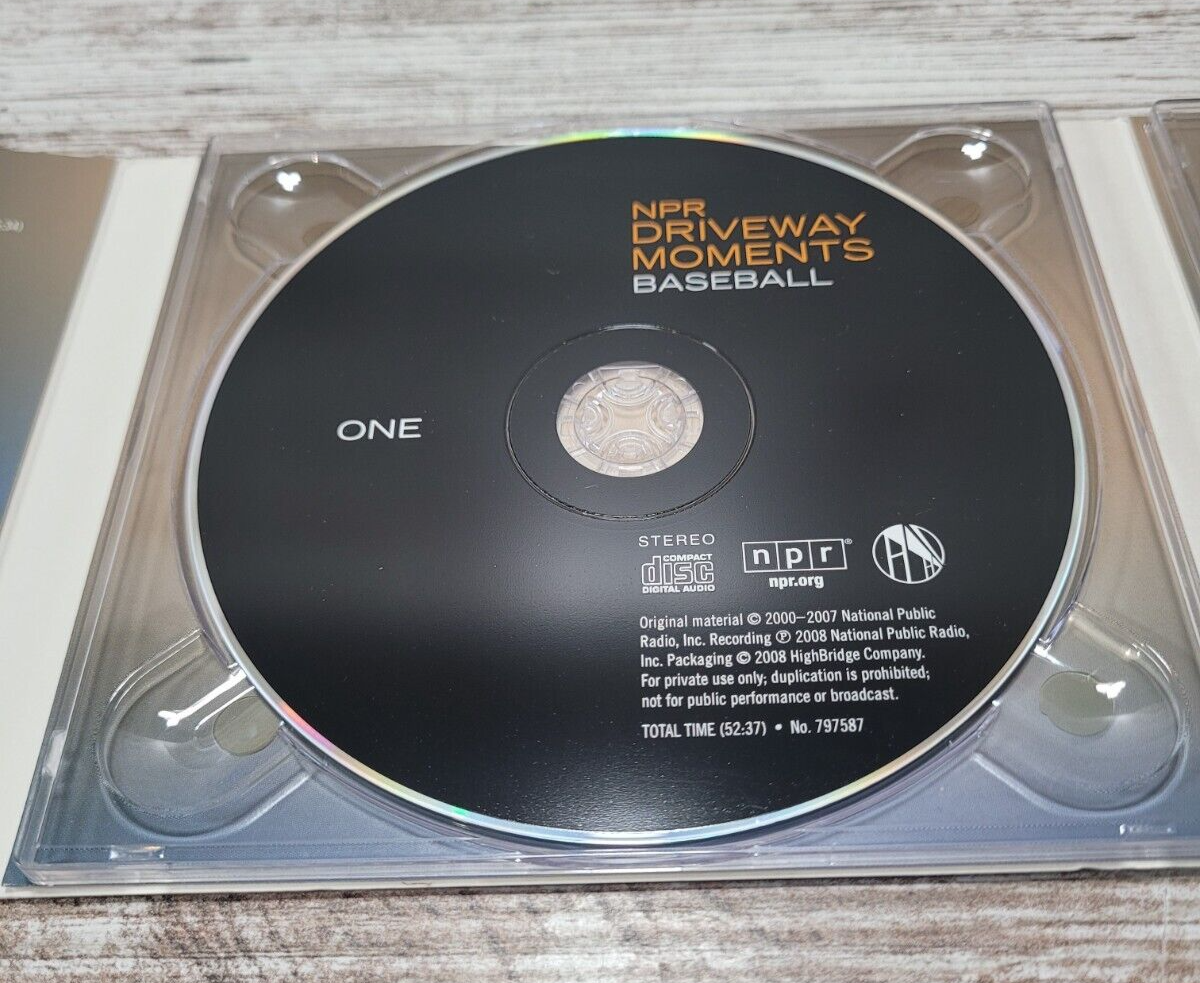 NPR
DRIVEWAY
MOMENTS
BASEBALL
ONE
STEREO
COMPACT
disc
DIGITAL AUDIO
npr®
npr.org
Original material © 2000–2007 National Public
Radio, Inc. Recording ℗ 2008 National Public Radio,
Inc. Packaging © 2008 HighBridge Company.
For private use only; duplication is prohibited;
not for public performance or broadcast.
TOTAL TIME (52:37) • No. 797587